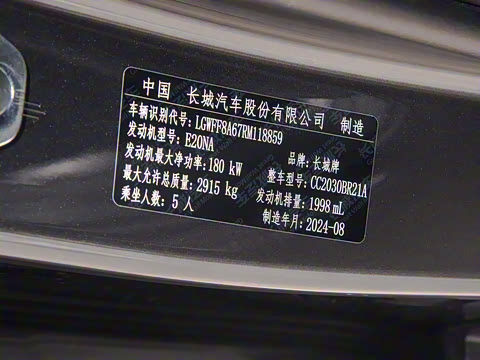 中国 长城汽车股份有限公司 制造
车辆识别代号: LGWFF8A67RM118859
发动机型号: E20NA 品牌: 长城牌
发动机最大净功率: 180 kW 整车型号: CC2030BR21A
最大允许总质量: 2915 kg 发动机排量: 1998 mL
乘坐人数: 5 人 制造年月: 2024-08